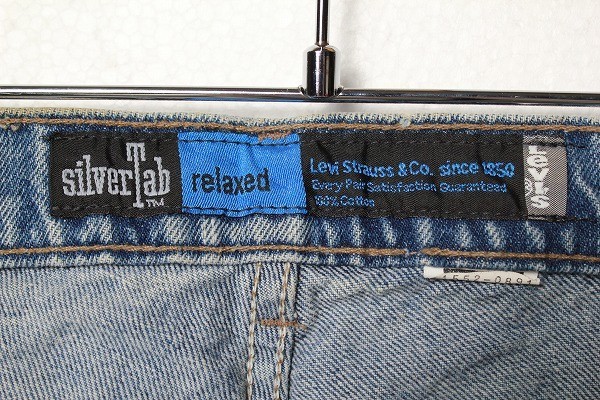 silverTab
TM
relaxed
Levi Strauss & Co. since 1850
Every Pair Satisfaction Guaranteed
100% Cotton
LEVI'S
®